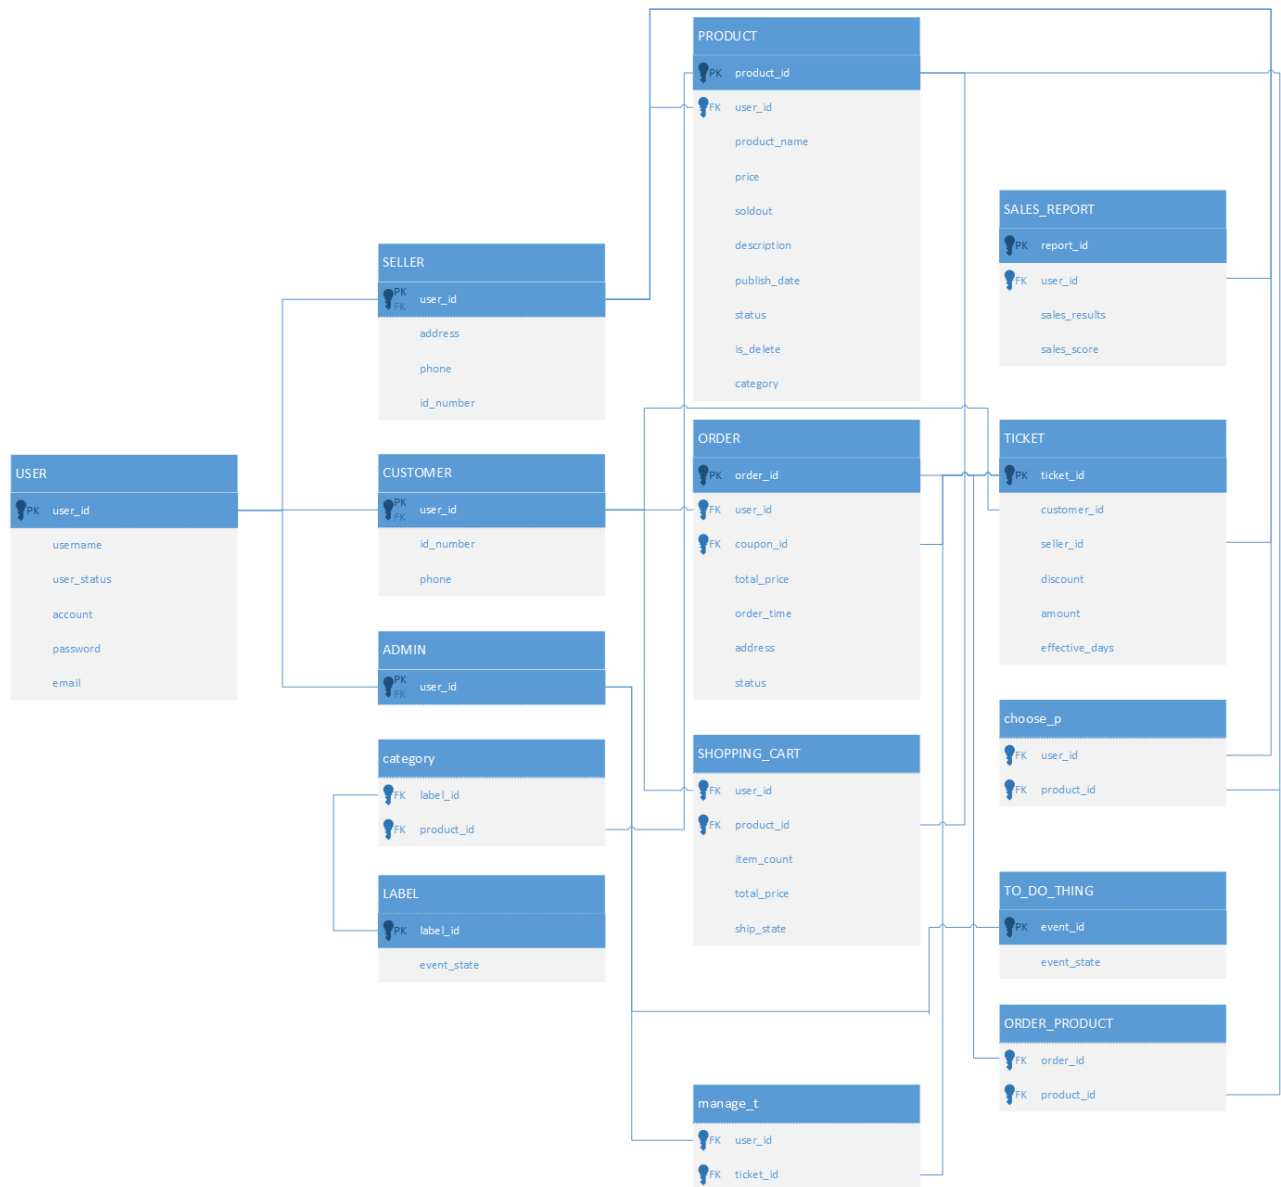 PRODUCT
PK product_id
FK user_id
product_name
price
soldout
description
publish_date
status
is_delete
category
SALES_REPORT
PK report_id
FK user_id
sales_results
sales_score
SELLER
PK
FK user_id
address
phone
id_number
USER
PK user_id
username
user_status
account
password
email
CUSTOMER
PK
FK user_id
id_number
phone
ORDER
PK order_id
FK user_id
FK coupon_id
total_price
order_time
address
status
TICKET
PK ticket_id
customer_id
seller_id
discount
amount
effective_days
ADMIN
PK
FK user_id
category
FK label_id
FK product_id
LABEL
PK label_id
event_state
SHOPPING_CART
FK user_id
FK product_id
item_count
total_price
ship_state
choose_p
FK user_id
FK product_id
TO_DO_THING
PK event_id
event_state
ORDER_PRODUCT
FK order_id
FK product_id
manage_t
FK user_id
FK ticket_id